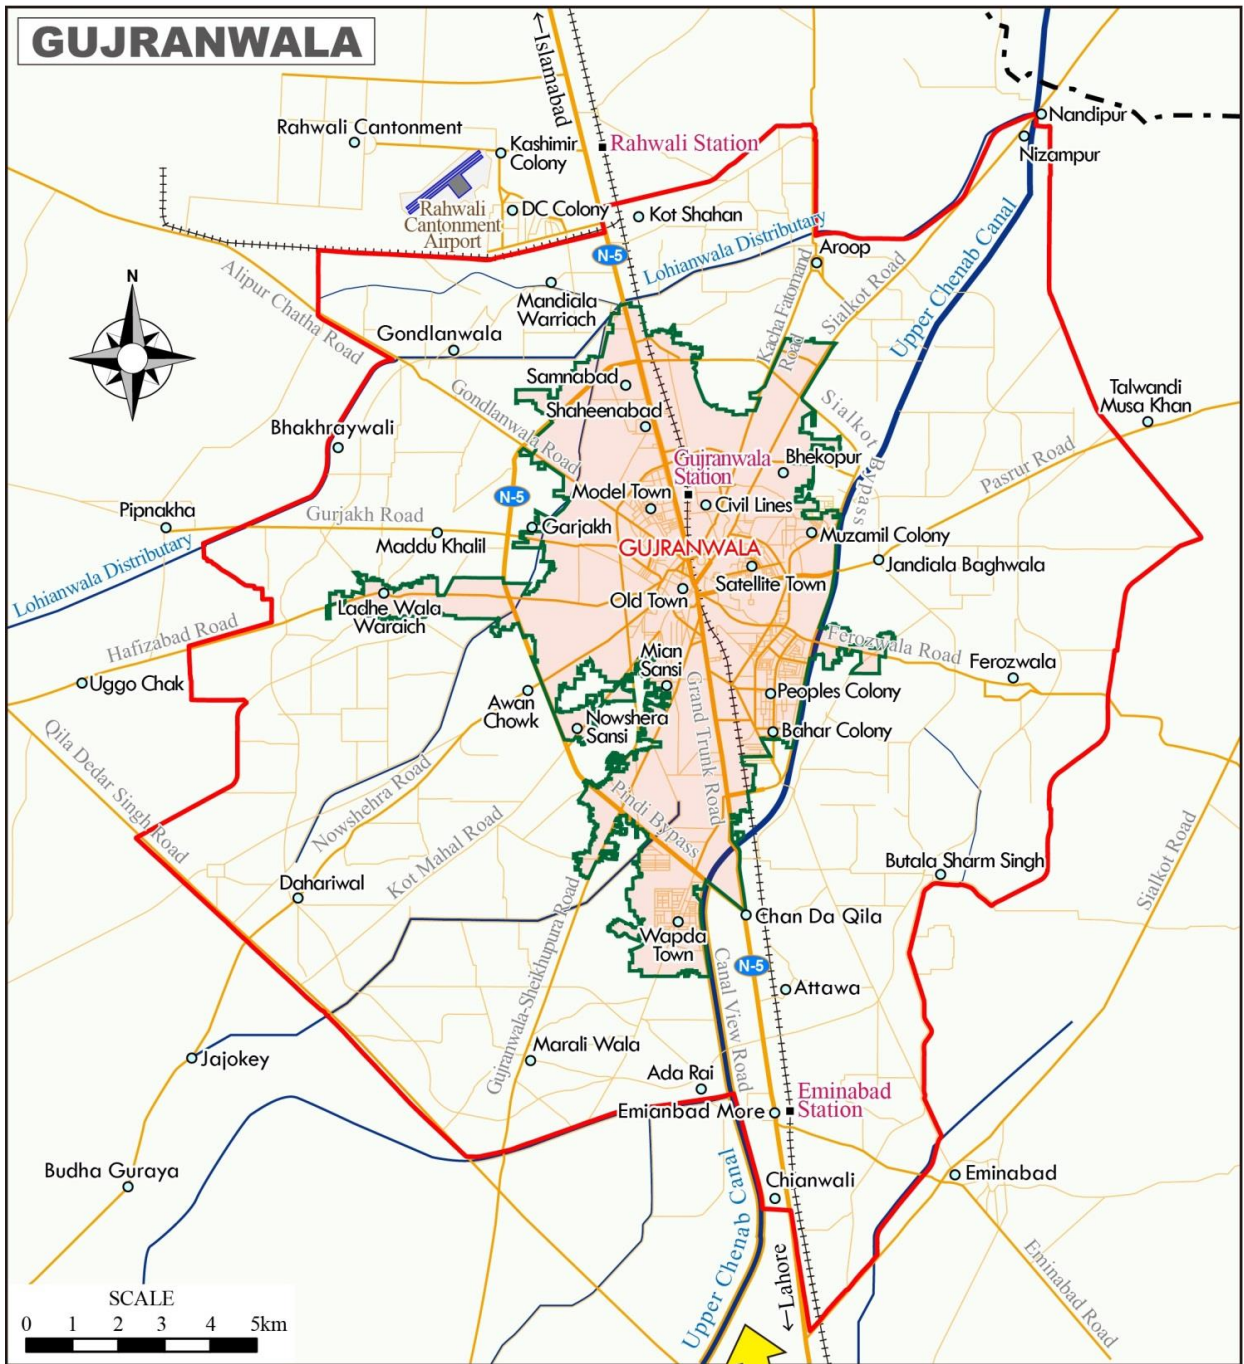 GUJRANWALA
←Islamabad
Rahwali Cantonment
Kashmir
Colony
Rahwali Station
Nandipur
Nizampur
Rahwali
Cantonment
Airport
DC Colony
Kot Shahan
N-5
Lohianwala Distributary
Aroop
Upper Chenab Canal
Alipur Chatha Road
N
Mandiala
Warriach
Kacha Fatomand
Road
Sialkot Road
Gondlanwala
Samnabad
Shaheenabad
Gondlanwala Road
Sialkot Bypass
Talwandi
Musa Khan
Bhakhraywali
Gujranwala
Station
Bhekopur
Pasrur Road
N-5
Model Town
Civil Lines
Pipnakha
Gurjakh Road
Garjakh
Maddu Khalil
GUJRANWALA
Muzamil Colony
Jandiala Baghwala
Lohianwala Distributary
Satellite Town
Old Town
Ladhe Wala
Waraich
Hafizabad Road
Ferozwala Road
Ferozwala
Mian
Sansi
Uggo Chak
Awan
Chowk
Nowshera
Sansi
Grand Trunk Road
Peoples Colony
Bahar Colony
Qila Dedar Singh Road
Nowshehra Road
Kot Mahal Road
Pindi Bypass
Sialkot Road
Butala Sharm Singh
Dahariwal
Chan Da Qila
Wapda
Town
Gujranwala-Sheikhupura Road
Canal View Road
N-5
Attawa
Jajokey
Marali Wala
Ada Rai
Emianbad More
Eminabad
Station
Budha Guraya
Chianwali
Eminabad
Upper Chenab Canal
←Lahore
Eminabad Road
SCALE
0 1 2 3 4 5km